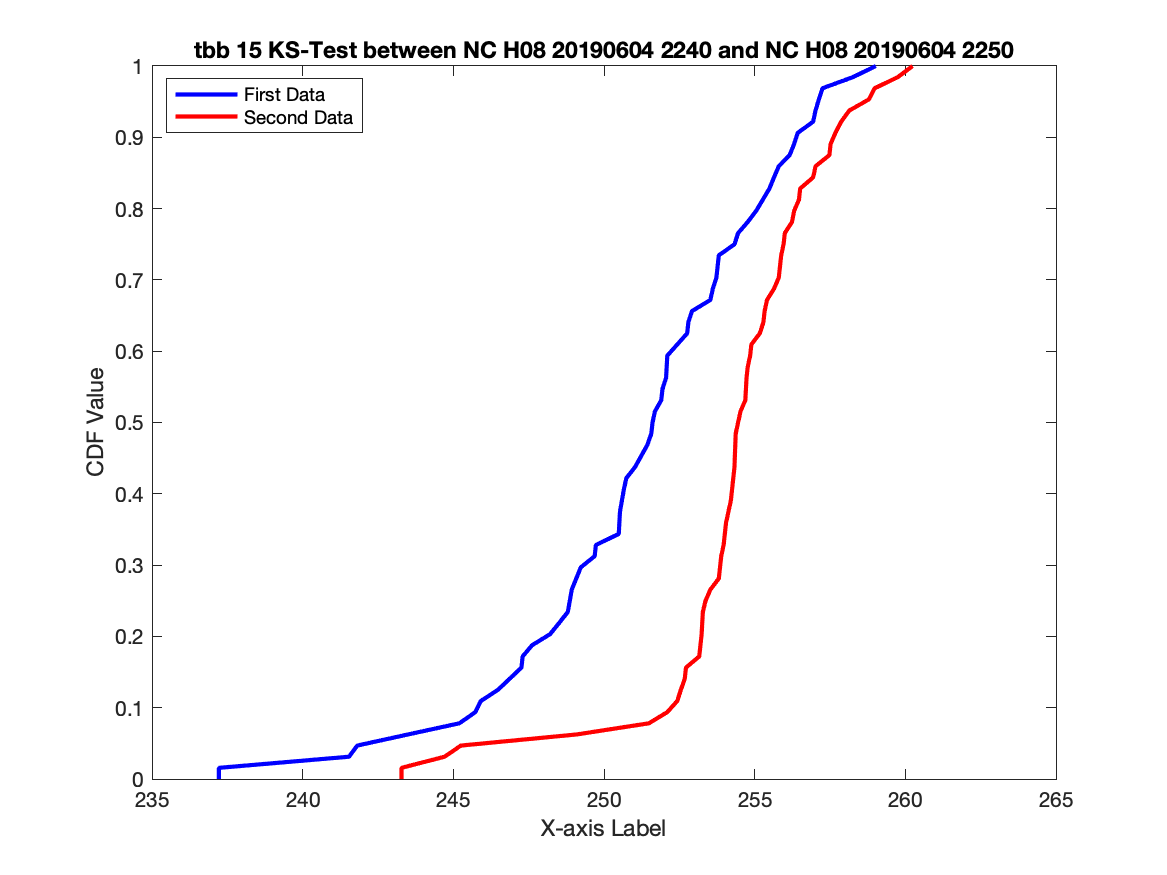 tbb 15 KS-Test between NC H08 20190604 2240 and NC H08 20190604 2250
First Data
Second Data
1
0.9
0.8
0.7
0.6
0.5
0.4
0.3
0.2
0.1
0
CDF Value
235 240 245 250 255 260 265
X-axis Label